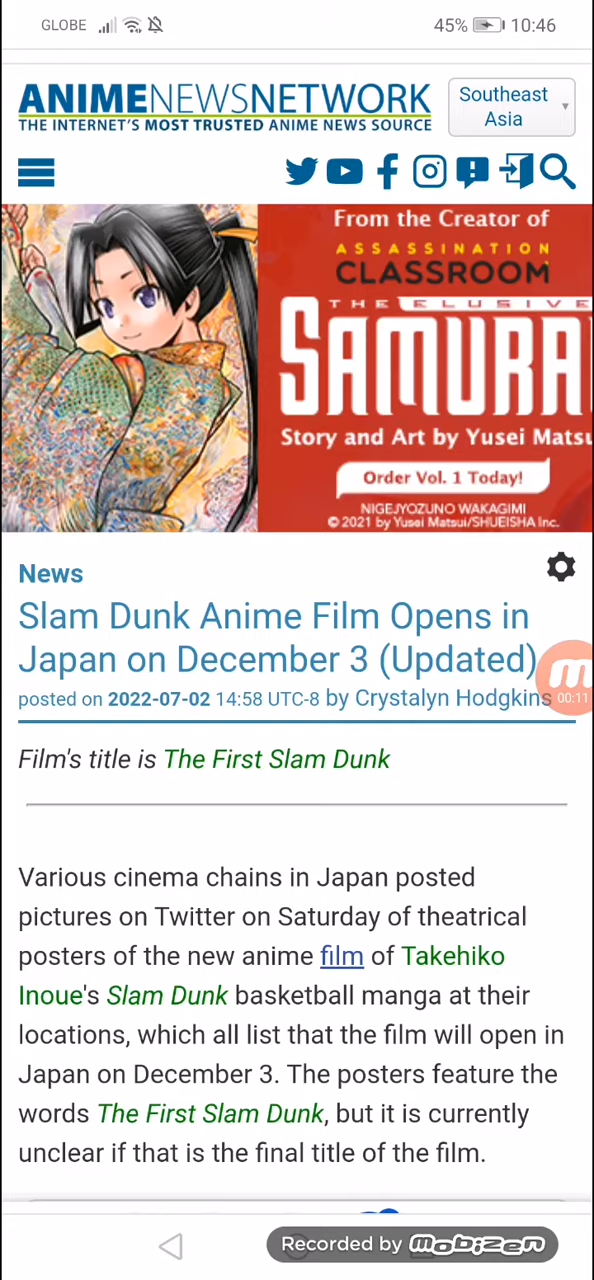 GLOBE 45% 10:46
ANIMENEWSNETWORK
THE INTERNET'S MOST TRUSTED ANIME NEWS SOURCE
Southeast
Asia
From the Creator of
ASSASSINATION
CLASSROOM
THE ELUSIVE
SAMURAI
Story and Art by Yusei Matsu
Order Vol. 1 Today!
NIGEJYOZUNO WAKAGIMI
© 2021 by Yusei Matsui/SHUEISHA Inc.
News
Slam Dunk Anime Film Opens in
Japan on December 3 (Updated)
posted on 2022-07-02 14:58 UTC-8 by Crystalyn Hodgkins
00:11
Film's title is The First Slam Dunk
Various cinema chains in Japan posted
pictures on Twitter on Saturday of theatrical
posters of the new anime film of Takehiko
Inoue's Slam Dunk basketball manga at their
locations, which all list that the film will open in
Japan on December 3. The posters feature the
words The First Slam Dunk, but it is currently
unclear if that is the final title of the film.
Recorded by mobizen